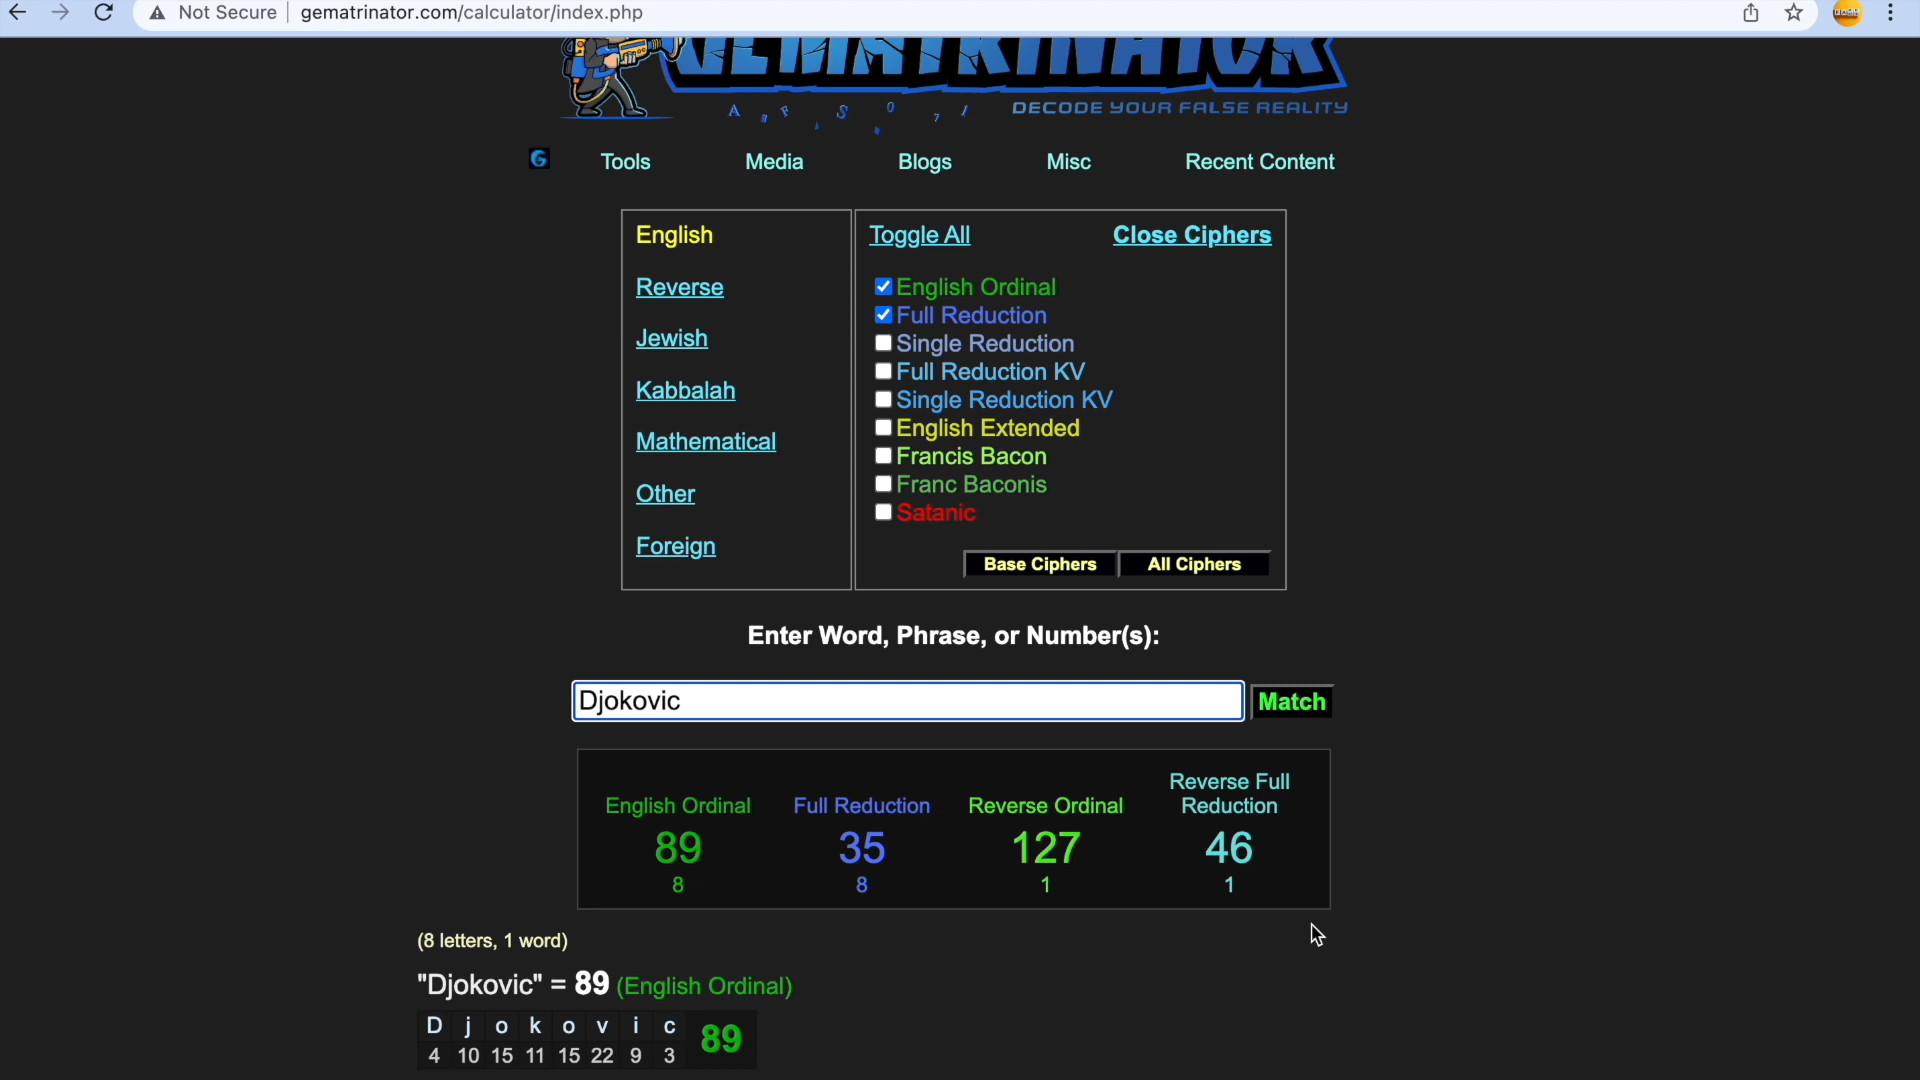 Not Secure gematrinator.com/calculator/index.php
GEMATRINATOR
DECODE YOUR FALSE REALITY
G Tools Media Blogs Misc Recent Content
English Toggle All Close Ciphers
Reverse English Ordinal
Full Reduction
Jewish Single Reduction
Full Reduction KV
Kabbalah Single Reduction KV
Mathematical English Extended
Francis Bacon
Other Franc Baconis
Satanic
Foreign Base Ciphers All Ciphers
Enter Word, Phrase, or Number(s):
Djokovic Match
English Ordinal Full Reduction Reverse Ordinal Reverse Full Reduction
89 35 127 46
8 8 1 1
(8 letters, 1 word)
"Djokovic" = 89 (English Ordinal)
D j o k o v i c 89
4 10 15 11 15 22 9 3